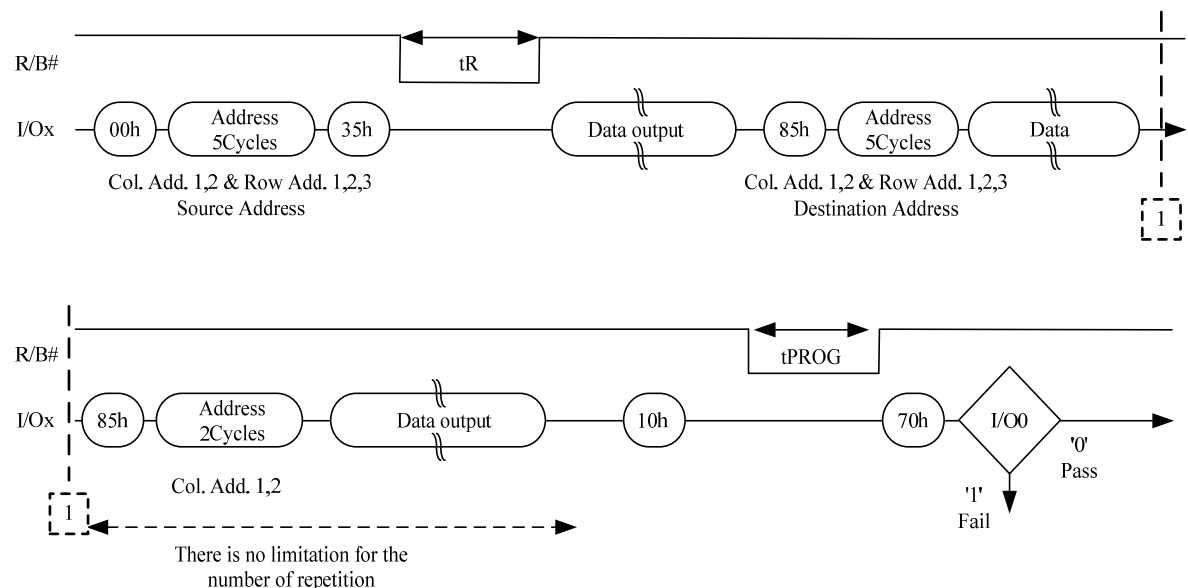 R/B#
tR
I/Ox
00h
Address
5Cycles
35h
Data output
85h
Address
5Cycles
Data
Col. Add. 1,2 & Row Add. 1,2,3
Source Address
Col. Add. 1,2 & Row Add. 1,2,3
Destination Address
1
R/B#
tPROG
I/Ox
85h
Address
2Cycles
Data output
10h
70h
I/O0
'0'
Pass
'1'
Fail
Col. Add. 1,2
1
There is no limitation for the
number of repetition